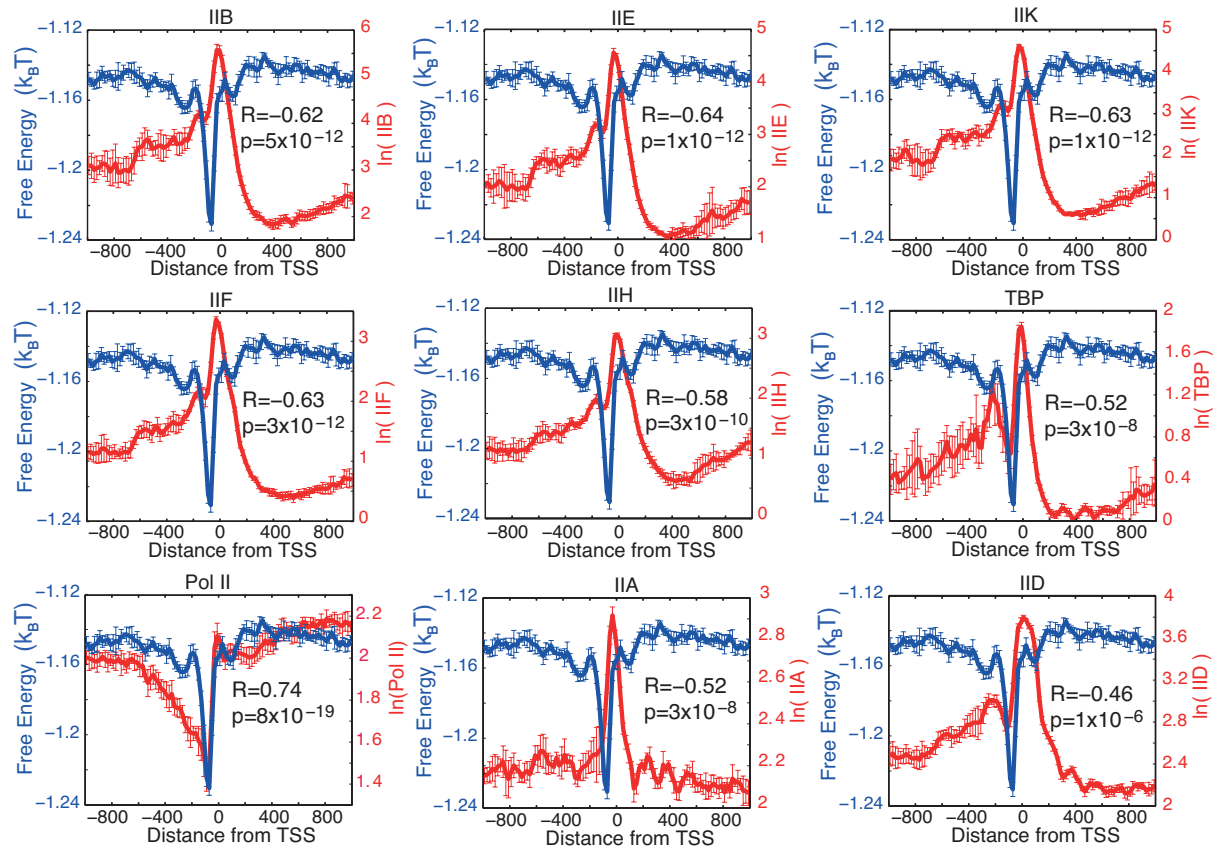 IIB
Free Energy (k_BT)
−1.12
−1.16
−1.2
−1.24
R=−0.62
p=5x10^−12
6
5
4
3
2
ln( IIB)
−800 −400 0 400 800
Distance from TSS
IIE
Free Energy (k_BT)
−1.12
−1.16
−1.2
−1.24
R=−0.64
p=1x10^−12
5
4
3
2
1
ln( IIE)
−800 −400 0 400 800
Distance from TSS
IIK
Free Energy (k_BT)
−1.12
−1.16
−1.2
−1.24
R=−0.63
p=1x10^−12
5
4
3
2
1
0
ln( IIK)
−800 −400 0 400 800
Distance from TSS
IIF
Free Energy (k_BT)
−1.12
−1.16
−1.2
−1.24
R=−0.63
p=3x10^−12
3
2
1
0
ln( IIF)
−800 −400 0 400 800
Distance from TSS
IIH
Free Energy (k_BT)
−1.12
−1.16
−1.2
−1.24
R=−0.58
p=3x10^−10
3
2
1
0
ln( IIH)
−800 −400 0 400 800
Distance from TSS
TBP
Free Energy (k_BT)
−1.12
−1.16
−1.2
−1.24
R=−0.52
p=3x10^−8
2
1.6
1.2
0.8
0.4
0
ln( TBP)
−800 −400 0 400 800
Distance from TSS
Pol II
Free Energy (k_BT)
−1.12
−1.16
−1.2
−1.24
R=0.74
p=8x10^−19
2.2
2
1.8
1.6
1.4
ln(Pol II)
−800 −400 0 400 800
Distance from TSS
IIA
Free Energy (k_BT)
−1.12
−1.16
−1.2
−1.24
R=−0.52
p=3x10^−8
3
2.8
2.6
2.4
2.2
2
ln( IIA)
−800 −400 0 400 800
Distance from TSS
IID
Free Energy (k_BT)
−1.12
−1.16
−1.2
−1.24
R=−0.46
p=1x10^−6
4
3.6
3.2
2.8
2.4
2
ln( IID)
−800 −400 0 400 800
Distance from TSS